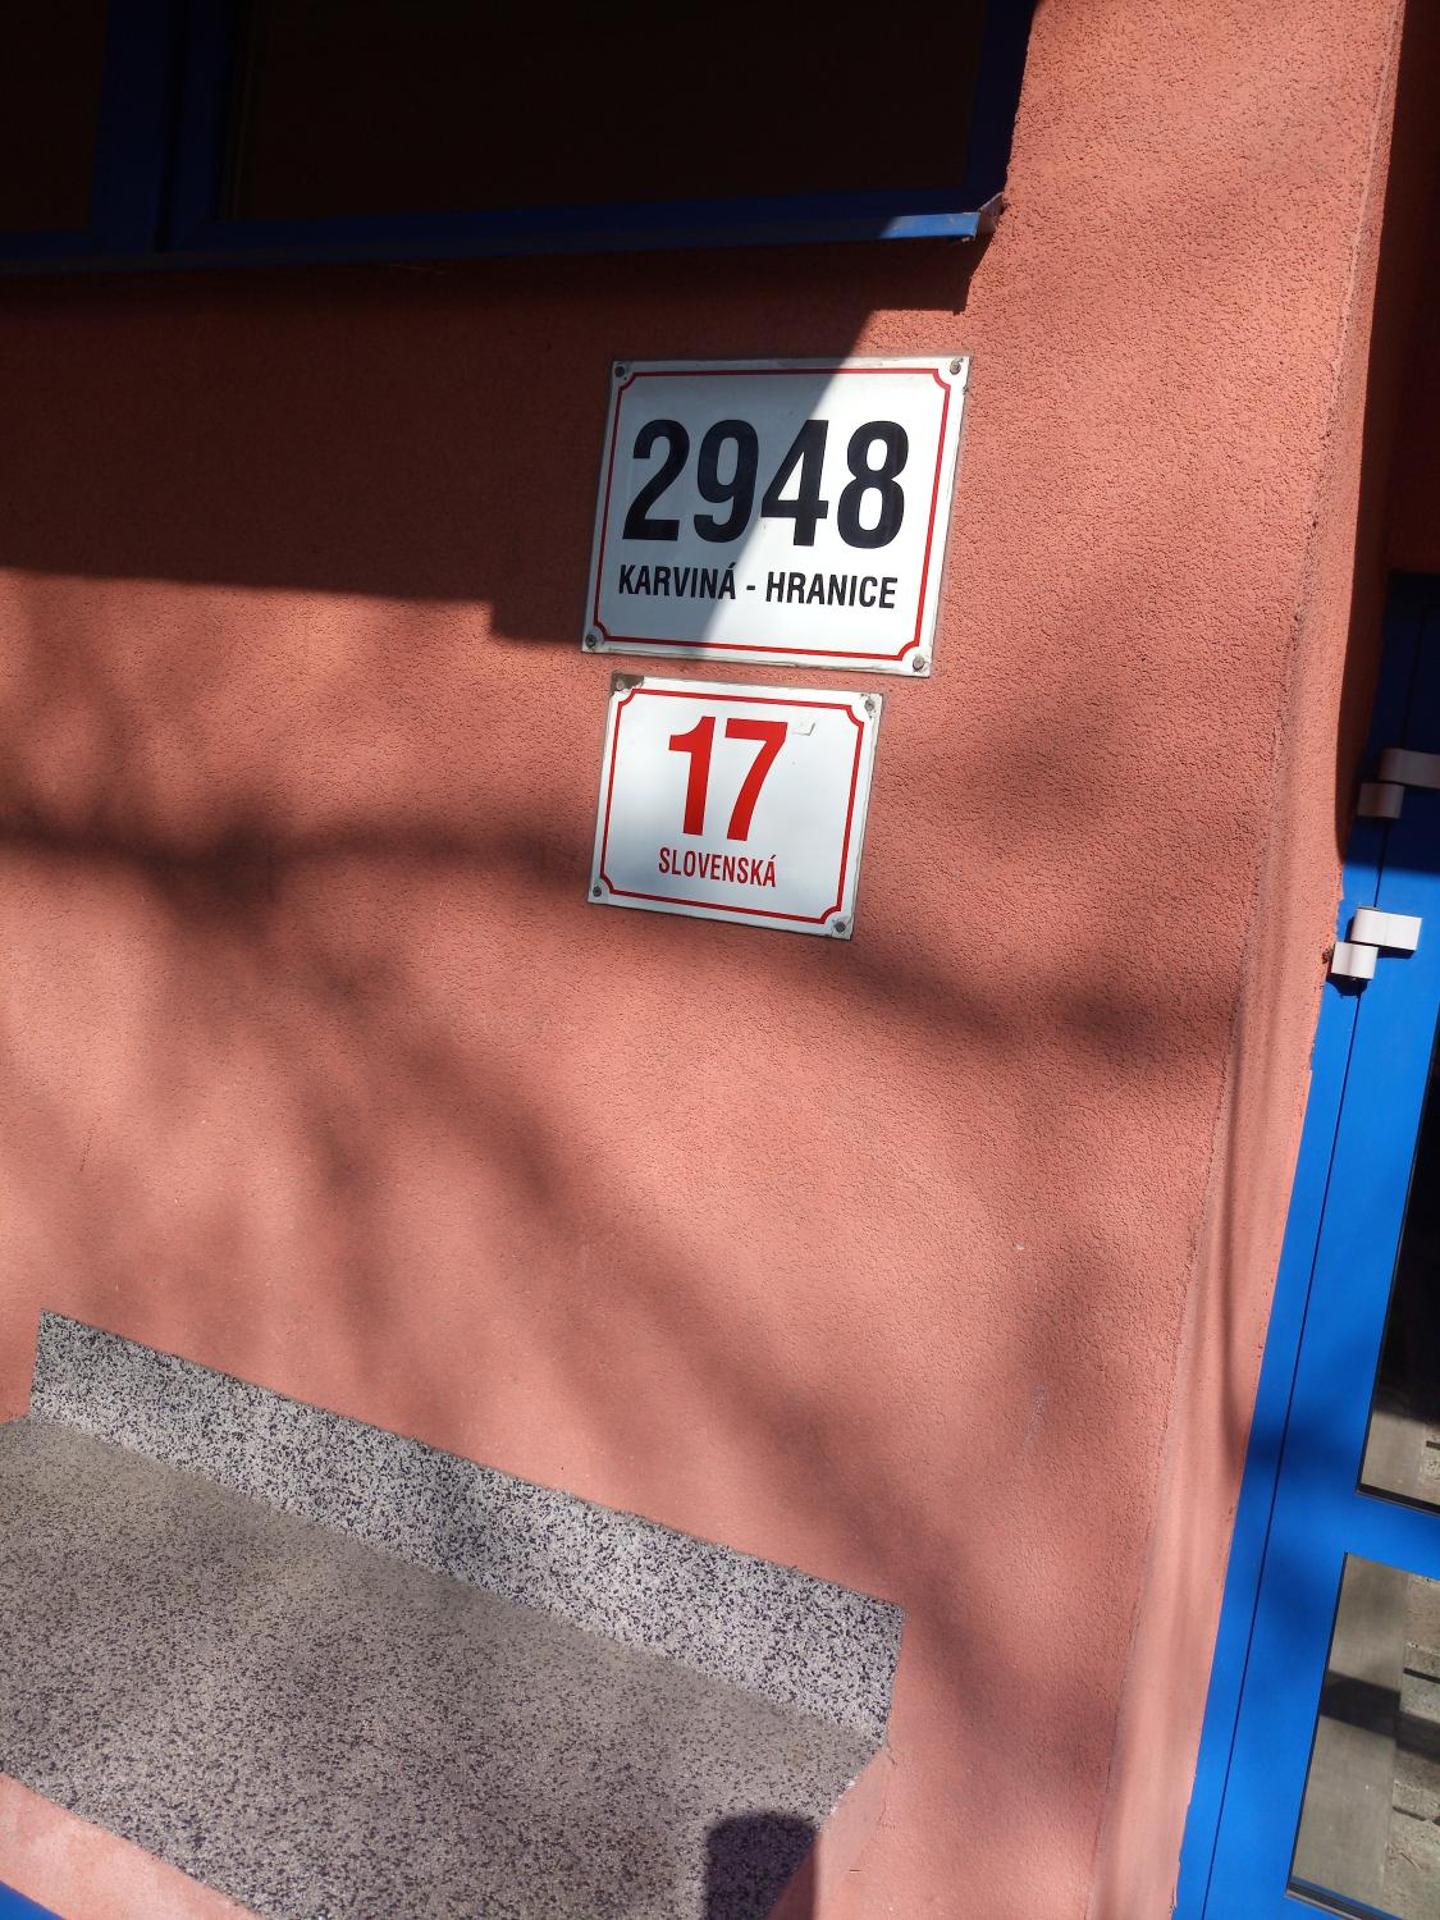 2948
KARVINÁ - HRANICE
17
SLOVENSKÁ